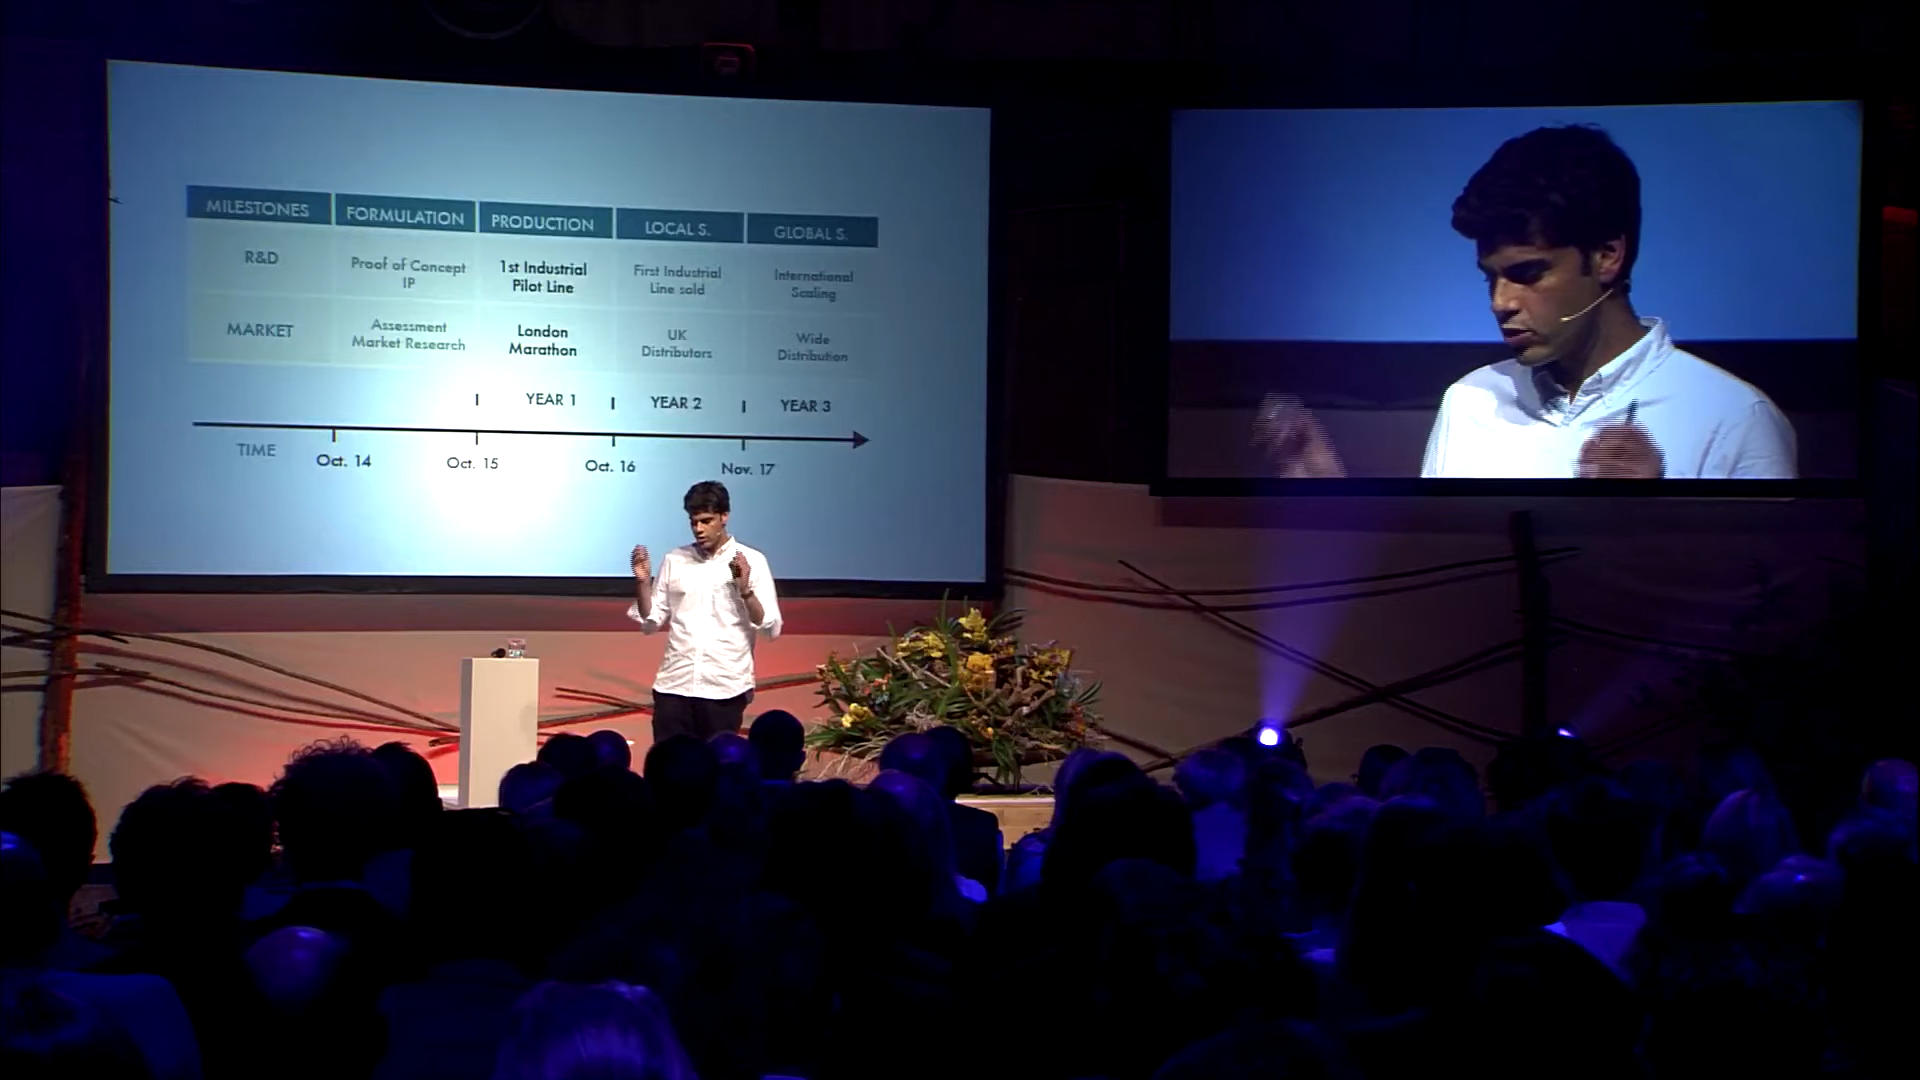 MILESTONES FORMULATION PRODUCTION LOCAL S. GLOBAL S.
R&D Proof of Concept 1st Industrial First Industrial International
IP Pilot Line Line sold Scaling
MARKET Assessment London UK Wide
Market Research Marathon Distributors Distribution
YEAR 1 YEAR 2 YEAR 3
TIME Oct. 14 Oct. 15 Oct. 16 Nov. 17